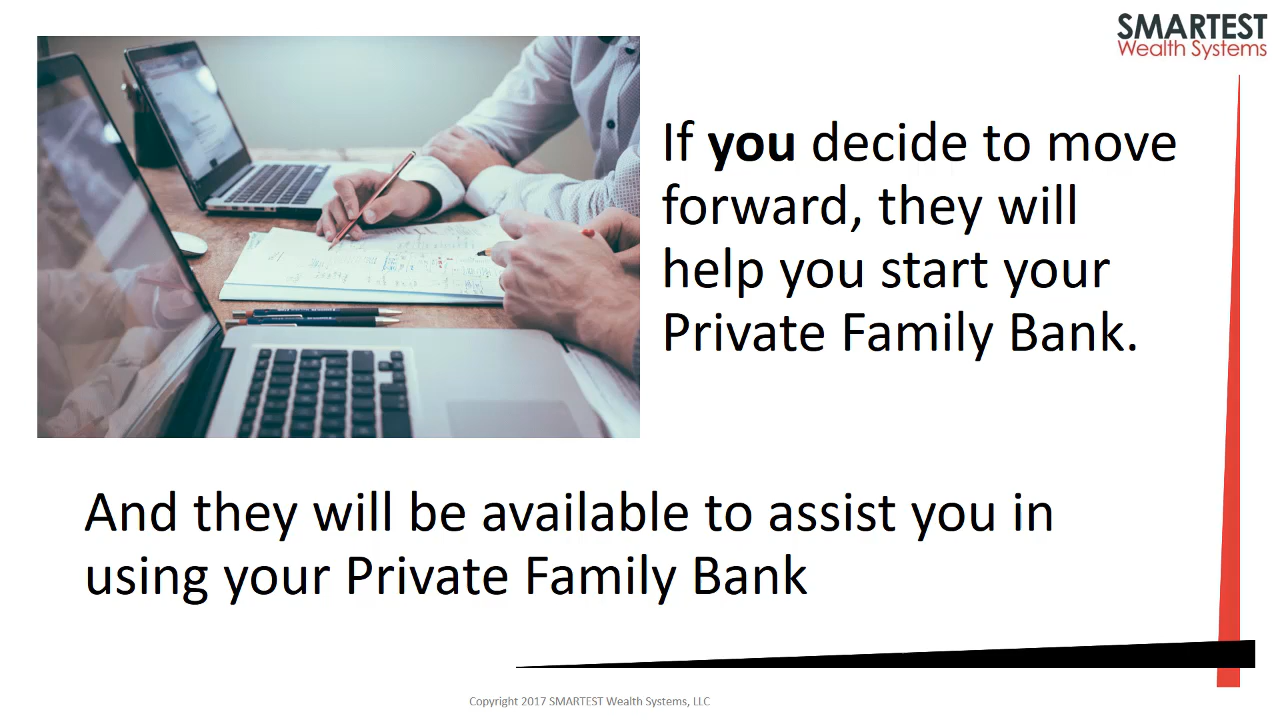 SMARTEST
Wealth Systems
If you decide to move
forward, they will
help you start your
Private Family Bank.
And they will be available to assist you in
using your Private Family Bank
Copyright 2017 SMARTEST Wealth Systems, LLC